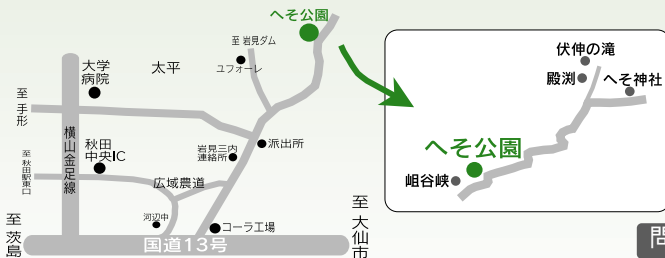 へそ公園
至 岩見ダム
ユフォーレ
太平
大学
病院
至 手形
横山金足線
秋田
中央IC
至 秋田駅東口
岩見三内
連絡所
派出所
広域農道
河辺中
コーラ工場
至 茨島
国道13号
至 大仙市
伏伸の滝
殿渕
へそ神社
へそ公園
岨谷峡
問